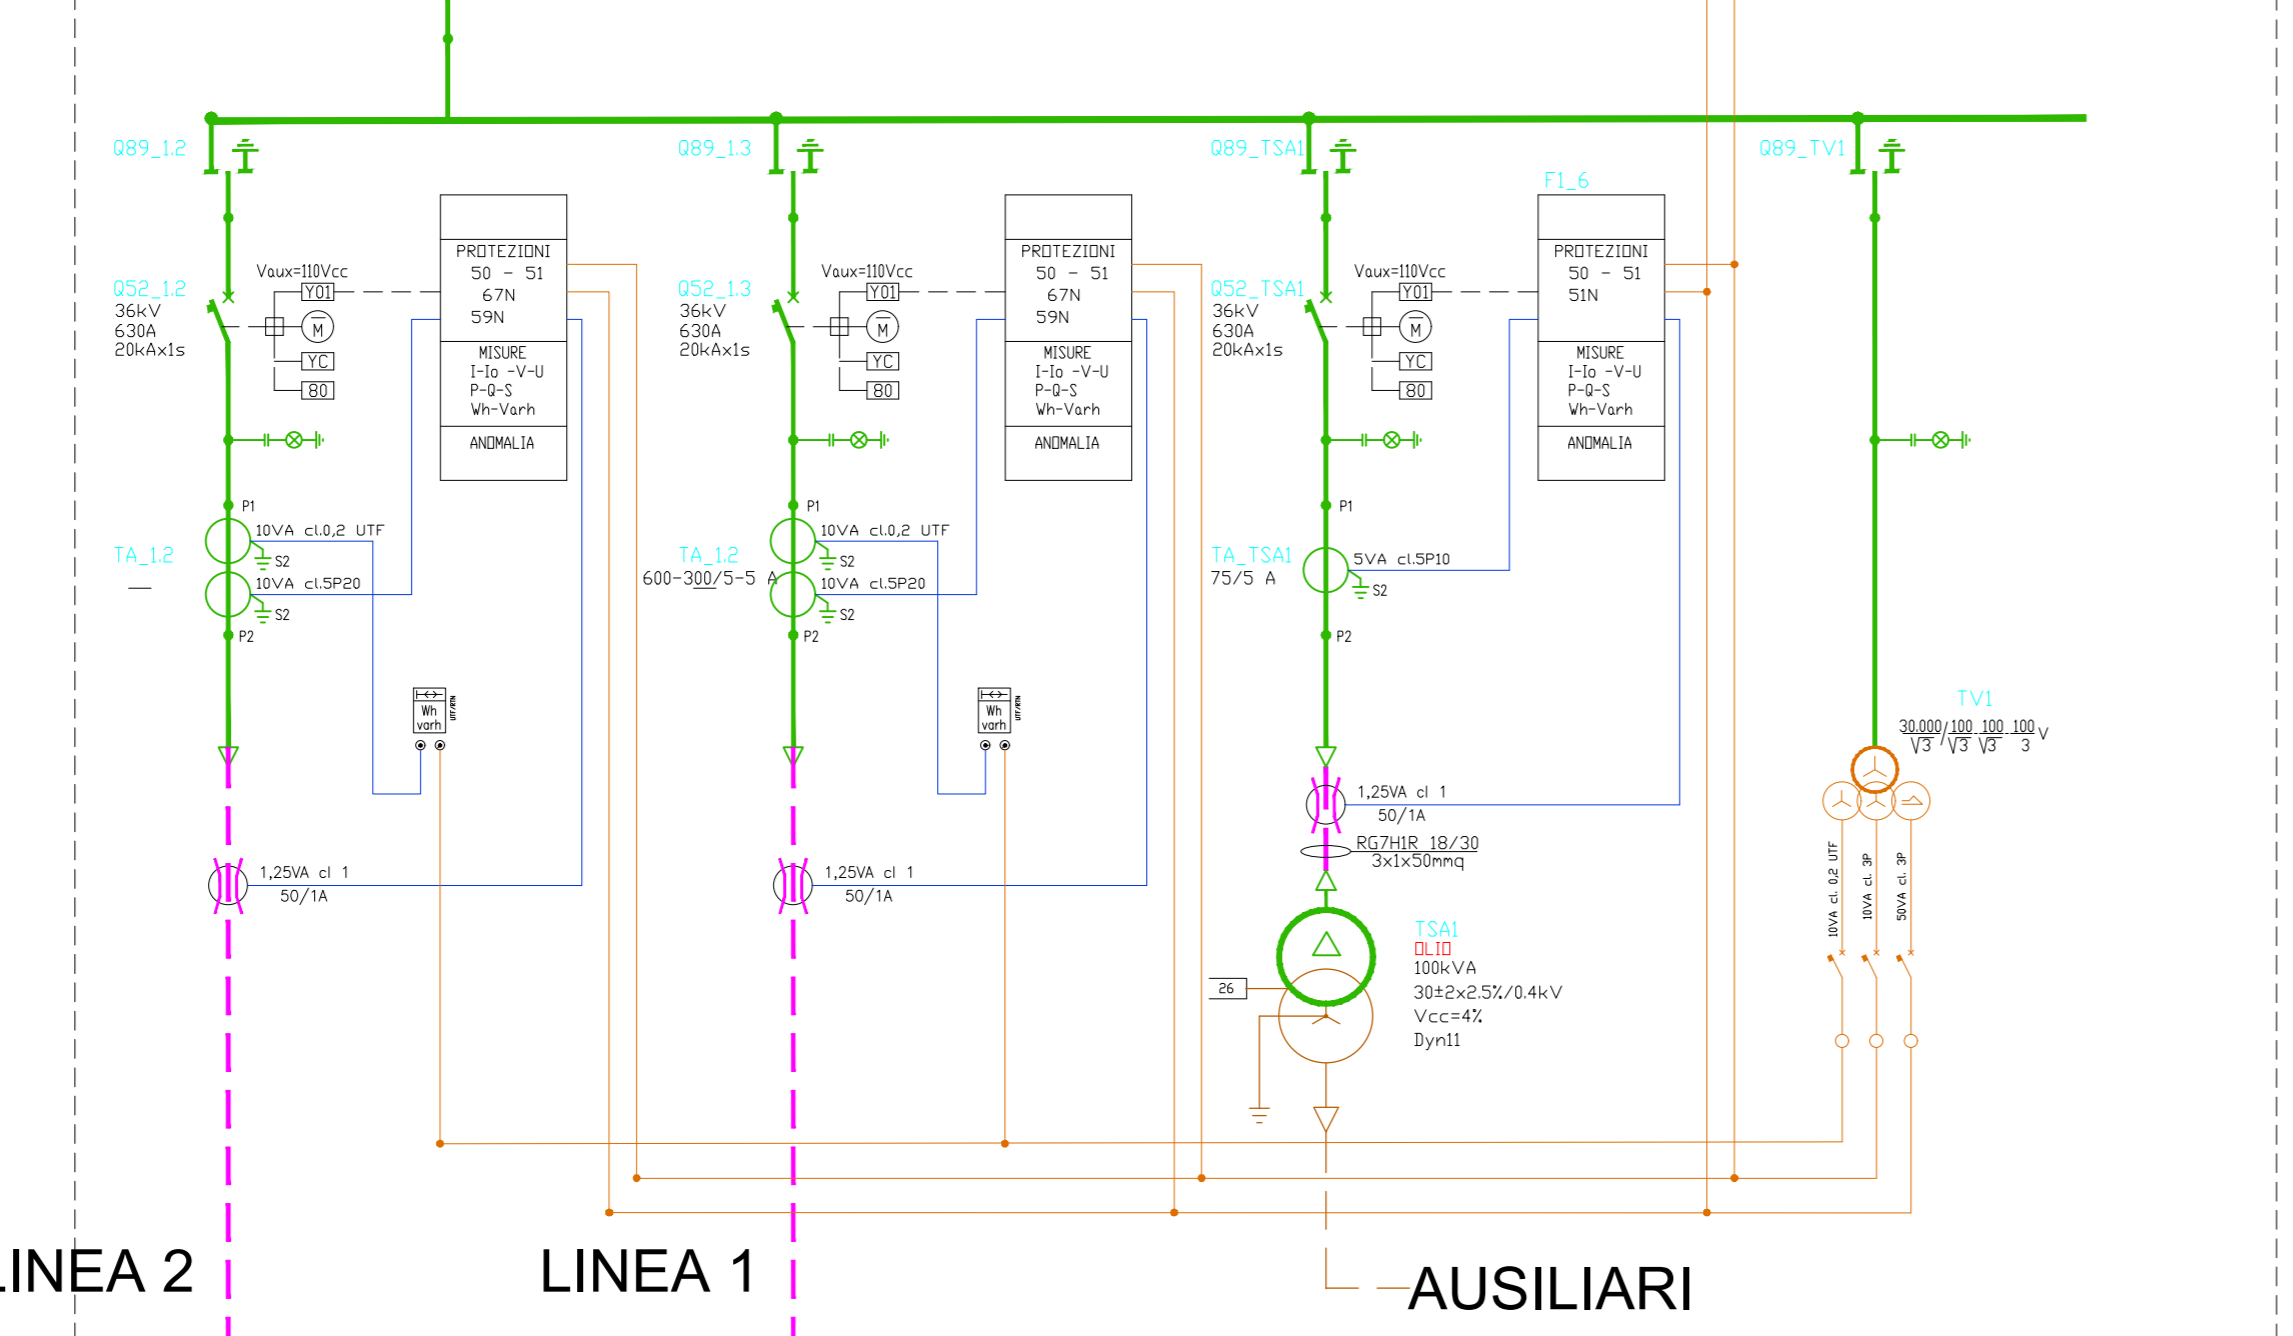 Q89_1.2
Q52_1.2
36kV
630A
20kAx1s
Vaux=110Vcc
Y01
M
YC
80
PROTEZIONI
50 - 51
67N
59N
MISURE
I-Io -V-U
P-Q-S
Wh-Varh
ANOMALIA
P1
10VA cl.0,2 UTF
S2
TA_1.2
10VA cl.5P20
S2
P2
Wh
varh
UTF/RTN
1,25VA cl 1
50/1A
LINEA 2
Q89_1.3
Q52_1.3
36kV
630A
20kAx1s
Vaux=110Vcc
Y01
M
YC
80
PROTEZIONI
50 - 51
67N
59N
MISURE
I-Io -V-U
P-Q-S
Wh-Varh
ANOMALIA
P1
10VA cl.0,2 UTF
S2
TA_1.2
600-300/5-5 A
10VA cl.5P20
S2
P2
Wh
varh
UTF/RTN
1,25VA cl 1
50/1A
LINEA 1
Q89_TSA1
Q52_TSA1
36kV
630A
20kAx1s
Vaux=110Vcc
Y01
M
YC
80
F1_6
PROTEZIONI
50 - 51
51N
MISURE
I-Io -V-U
P-Q-S
Wh-Varh
ANOMALIA
P1
TA_TSA1
75/5 A
5VA cl.5P10
S2
P2
1,25VA cl 1
50/1A
RG7H1R 18/30
3x1x50mmq
TSA1
OLIO
100kVA
30±2x2.5%/0.4kV
Vcc=4%
Dyn11
26
AUSILIARI
Q89_TV1
TV1
30.000/100-100-100 V
√3 /√3 √3 3
10VA cl. 0,2 UTF
10VA cl. 3P
50VA cl. 3P